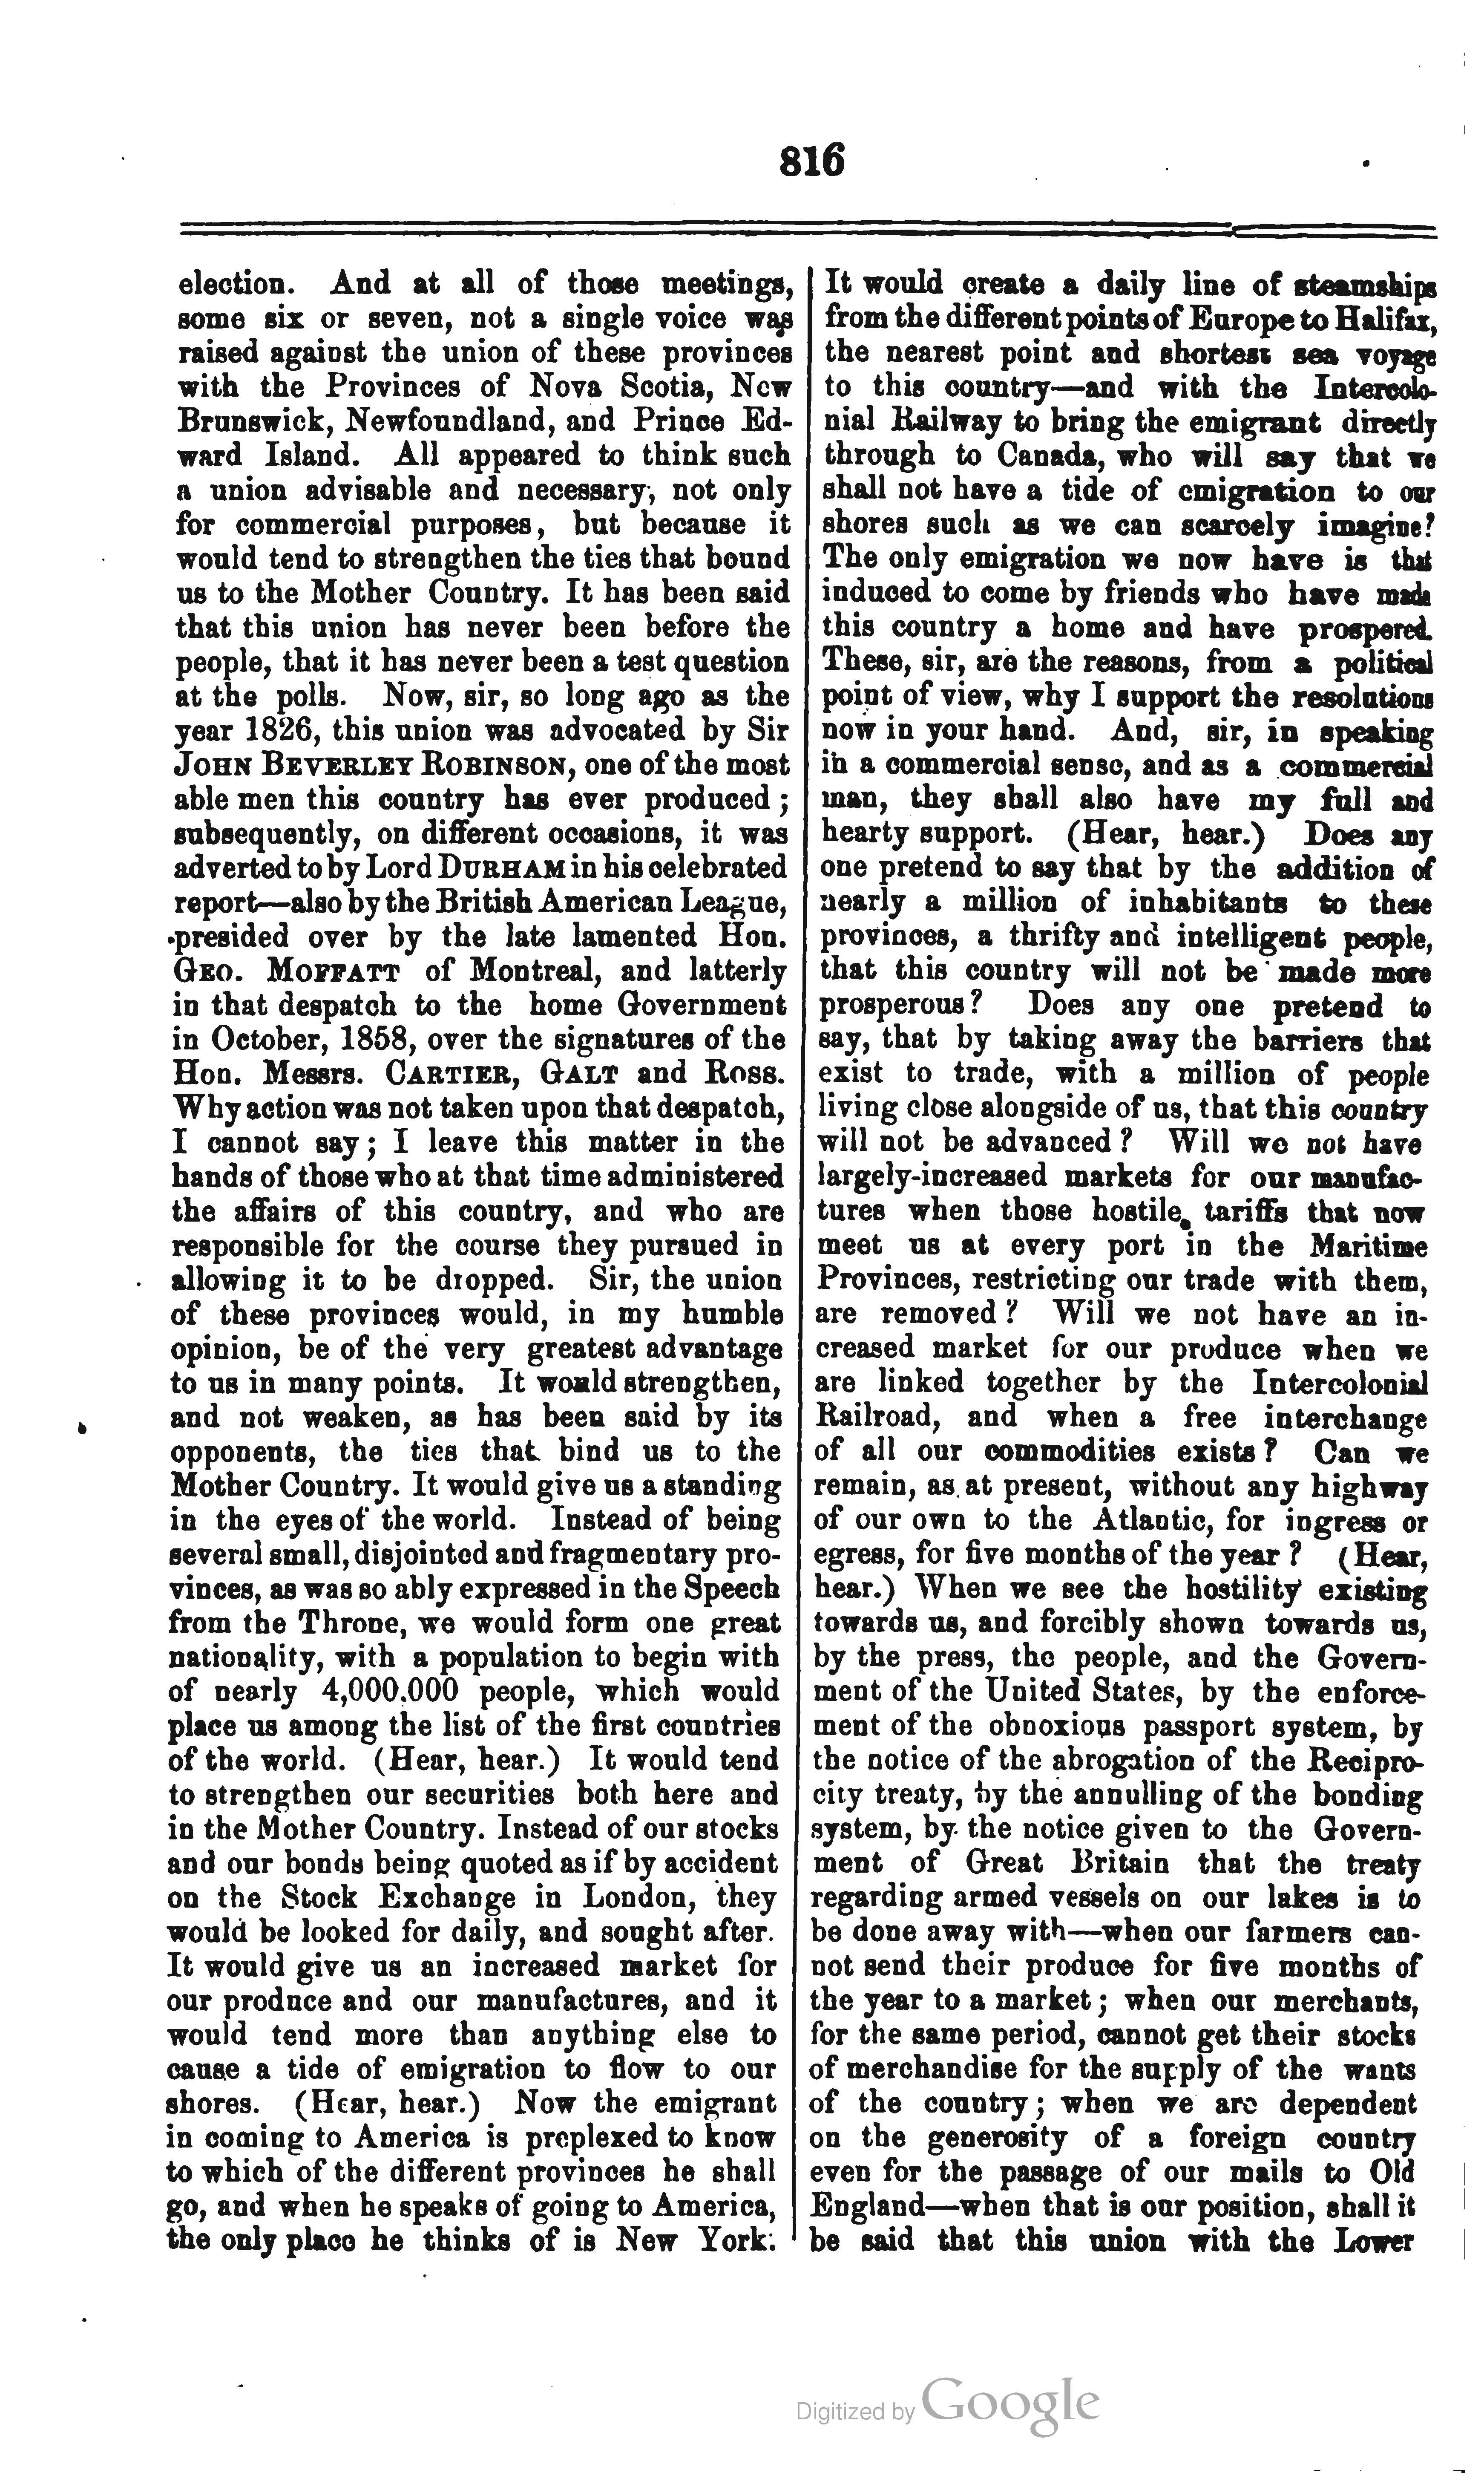 816
election. And at all of those meetings,
some six or seven, not a single voice was
raised against the union of these provinces
with the Provinces of Nova Scotia, New
Brunswick, Newfoundland, and Prince Ed-
ward Island. All appeared to think such
a union advisable and necessary, not only
for commercial purposes, but because it
would tend to strengthen the ties that bound
us to the Mother Country. It has been said
that this union has never been before the
people, that it has never been a test question
at the polls. Now, sir, so long ago as the
year 1826, this union was advocated by Sir
JOHN BEVERLEY ROBINSON, one of the most
able men this country has ever produced;
subsequently, on different occasions, it was
adverted to by Lord DURHAM in his celebrated
report—also by the British American League,
presided over by the late lamented Hon.
GEO. MOFFATT of Montreal, and latterly
in that despatch to the home Government
in October, 1858, over the signatures of the
Hon. Messrs. CARTIER, GALT and ROSS.
Why action was not taken upon that despatch,
I cannot say; I leave this matter in the
hands of those who at that time administered
the affairs of this country, and who are
responsible for the course they pursued in
allowing it to be dropped. Sir, the union
of these provinces would, in my humble
opinion, be of the very greatest advantage
to us in many points. It would strengthen,
and not weaken, as has been said by its
opponents, the ties that bind us to the
Mother Country. It would give us a standing
in the eyes of the world. Instead of being
several small, disjointed and fragmentary pro-
vinces, as was so ably expressed in the Speech
from the Throne, we would form one great
nationality, with a population to begin with
of nearly 4,000,000 people, which would
place us among the list of the first countries
of the world. (Hear, hear.) It would tend
to strengthen our securities both here and
in the Mother Country. Instead of our stocks
and our bonds being quoted as if by accident
on the Stock Exchange in London, they
would be looked for daily, and sought after.
It would give us an increased market for
our produce and our manufactures, and it
would tend more than anything else to
cause a tide of emigration to flow to our
shores. (Hear, hear.) Now the emigrant
in coming to America is preplexed to know
to which of the different provinces he shall
go, and when he speaks of going to America,
the only place he thinks of is New York.
It would create a daily line of steamships
from the different points of Europe to Halifax,
the nearest point and shortest sea voyage
to this country—and with the Intercolo-
nial Railway to bring the emigrant directly
through to Canada, who will say that we
shall not have a tide of emigration to our
shores such as we can scarcely imagine?
The only emigration we now have is that
induced to come by friends who have made
this country a home and have prospered.
These, sir, are the reasons, from a political
point of view, why I support the resolutions
now in your hand. And, sir, in speaking
in a commercial sense, and as a commercial
man, they shall also have my full and
hearty support. (Hear, hear.) Does any
one pretend to say that by the addition of
nearly a million of inhabitants to these
provinces, a thrifty and intelligent people,
that this country will not be made more
prosperous? Does any one pretend to
say, that by taking away the barriers that
exist to trade, with a million of people
living close alongside of us, that this country
will not be advanced? Will we not have
largely-increased markets for our manufac-
tures when those hostile tariffs that now
meet us at every port in the Maritime
Provinces, restricting our trade with them,
are removed? Will we not have an in-
creased market for our produce when we
are linked together by the Intercolonial
Railroad, and when a free interchange
of all our commodities exists? Can we
remain, as at present, without any highway
of our own to the Atlantic, for ingress or
egress, for five months of the year? (Hear,
hear.) When we see the hostility existing
towards us, and forcibly shown towards us,
by the press, the people, and the Govern-
ment of the United States, by the enforce-
ment of the obnoxious passport system, by
the notice of the abrogation of the Recipro-
city treaty, by the annulling of the bonding
system, by the notice given to the Govern-
ment of Great Britain that the treaty
regarding armed vessels on our lakes is to
be done away with—when our farmers can-
not send their produce for five months of
the year to a market; when our merchants,
for the same period, cannot get their stocks
of merchandise for the supply of the wants
of the country; when we are dependent
on the generosity of a foreign country
even for the passage of our mails to Old
England—when that is our position, shall it
be said that this union with the Lower
Digitized by Google